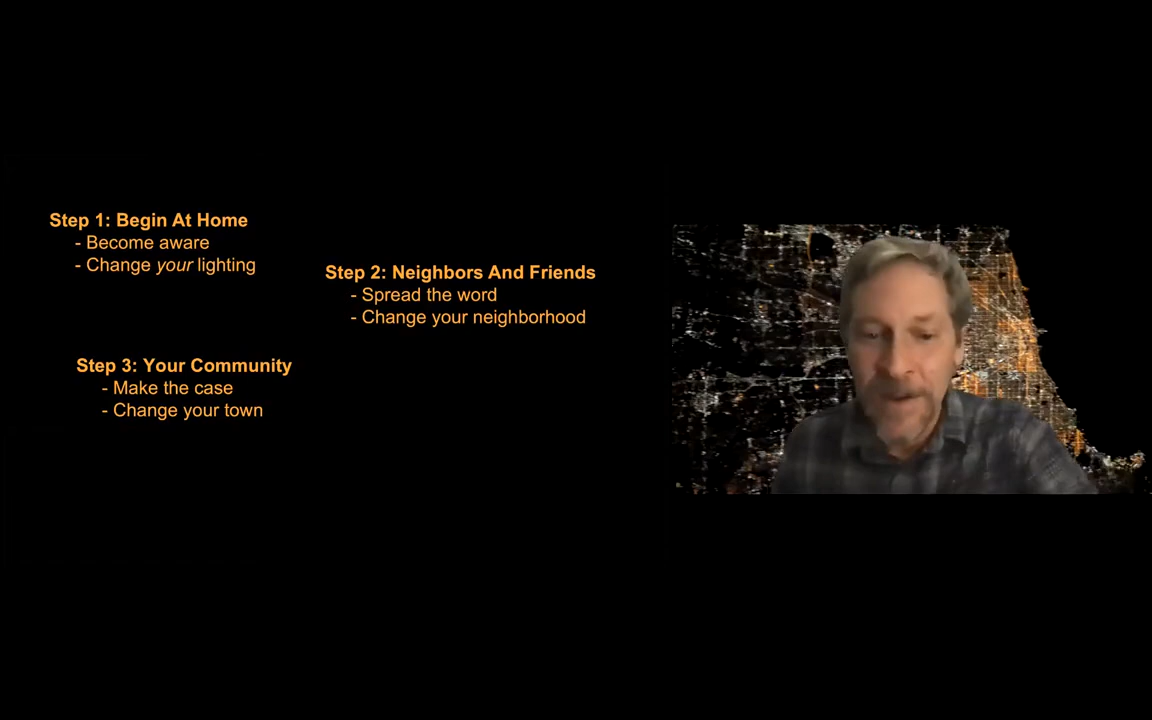 Step 1: Begin At Home
- Become aware
- Change your lighting
Step 2: Neighbors And Friends
- Spread the word
- Change your neighborhood
Step 3: Your Community
- Make the case
- Change your town